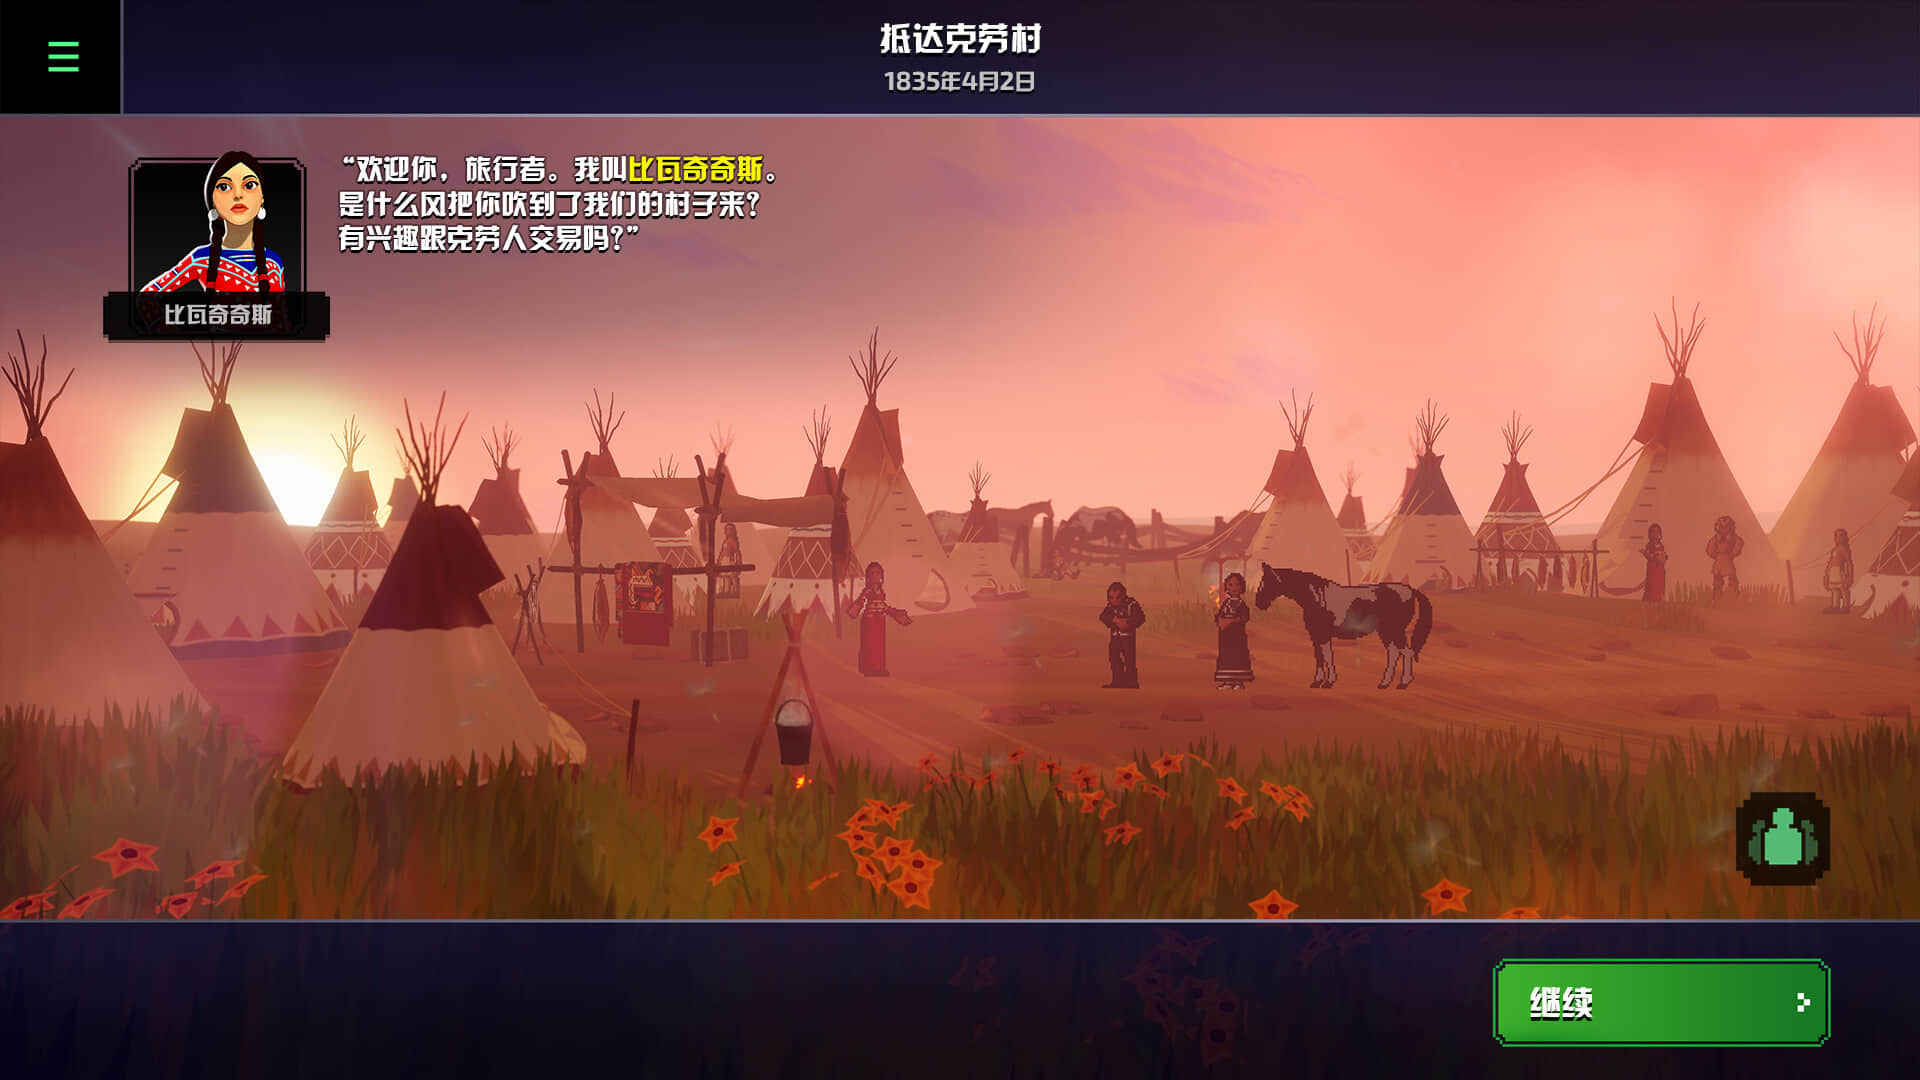 抵达克劳村
1835年4月2日
“欢迎你，旅行者。我叫比瓦奇奇斯。
是什么风把你吹到了我们的村子来？
有兴趣跟克劳人交易吗？”
比瓦奇奇斯
继续